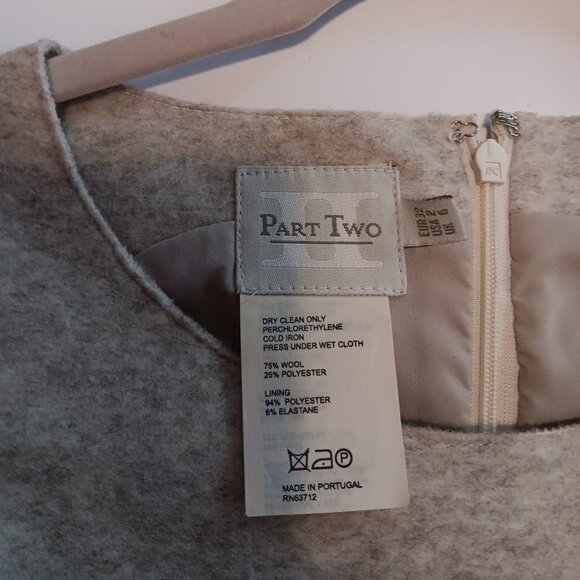 II
PART TWO
EUR 32
USA 2
UK 6
DRY CLEAN ONLY
PERCHLORETHYLENE
COLD IRON
PRESS UNDER WET CLOTH
75% WOOL
25% POLYESTER
LINING
94% POLYESTER
6% ELASTANE
P
MADE IN PORTUGAL
RN63712